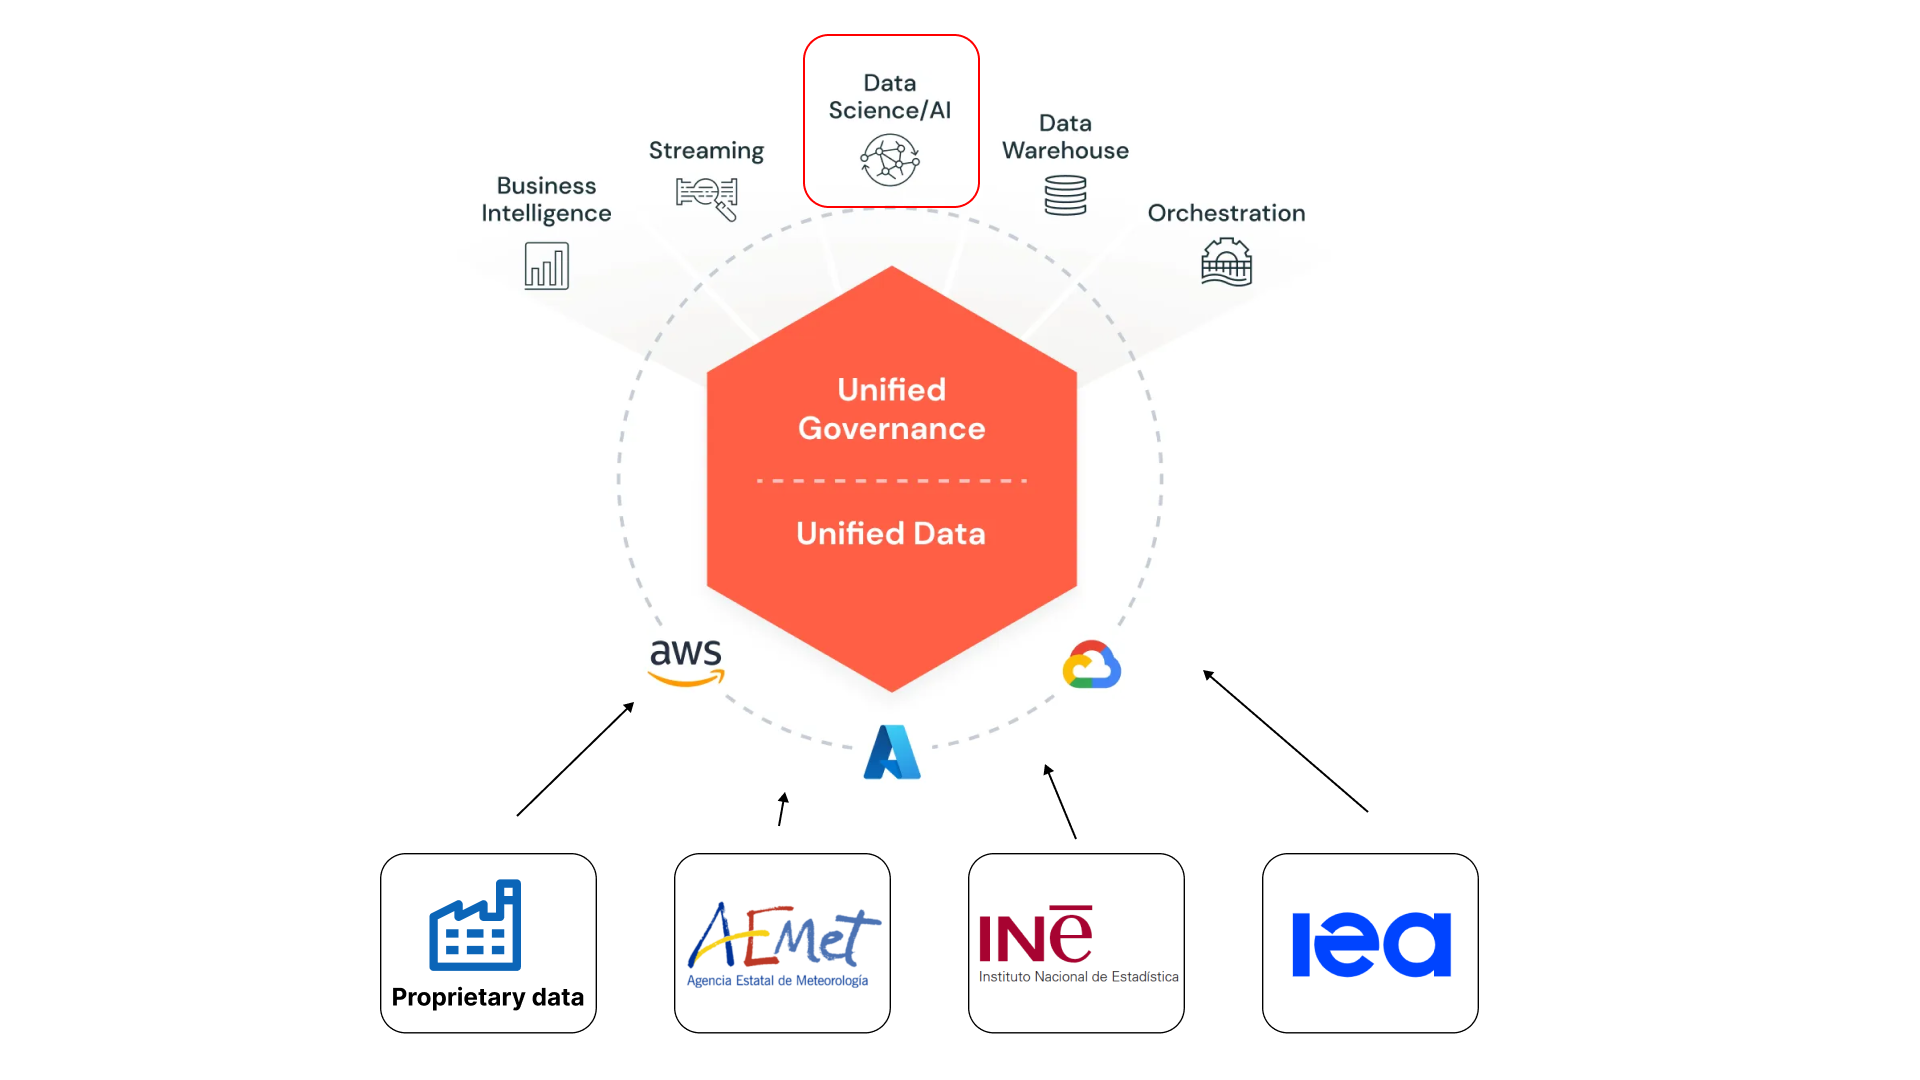 Data
Science/AI
Streaming
Data
Warehouse
Business
Intelligence
Orchestration
Unified
Governance
Unified Data
aws
Proprietary data
AEMet
Agencia Estatal de Meteorología
INē
Instituto Nacional de Estadística
iea